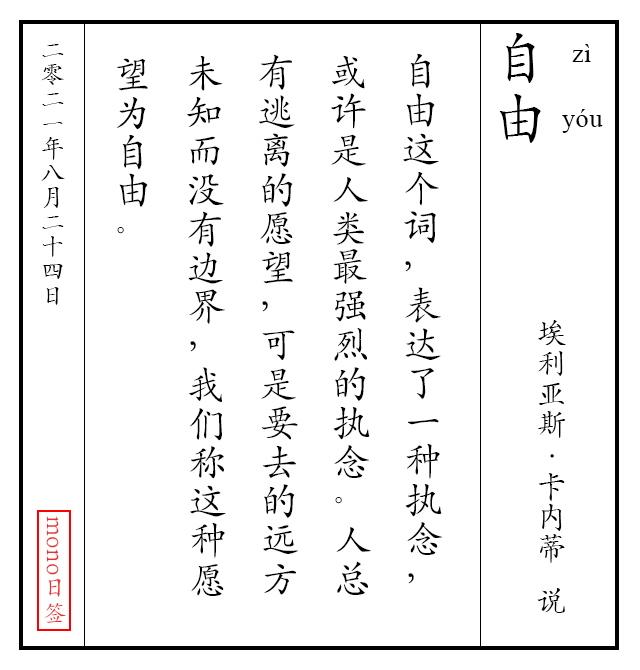 自由
zì
yóu
埃利亚斯·卡内蒂 说
自由这个词，表达了一种执念，
或许是人类最强烈的执念。人总
有逃离的愿望，可是要去的远方
未知而没有边界，我们称这种愿
望为自由。
二零二一年八月二十四日
mono日签